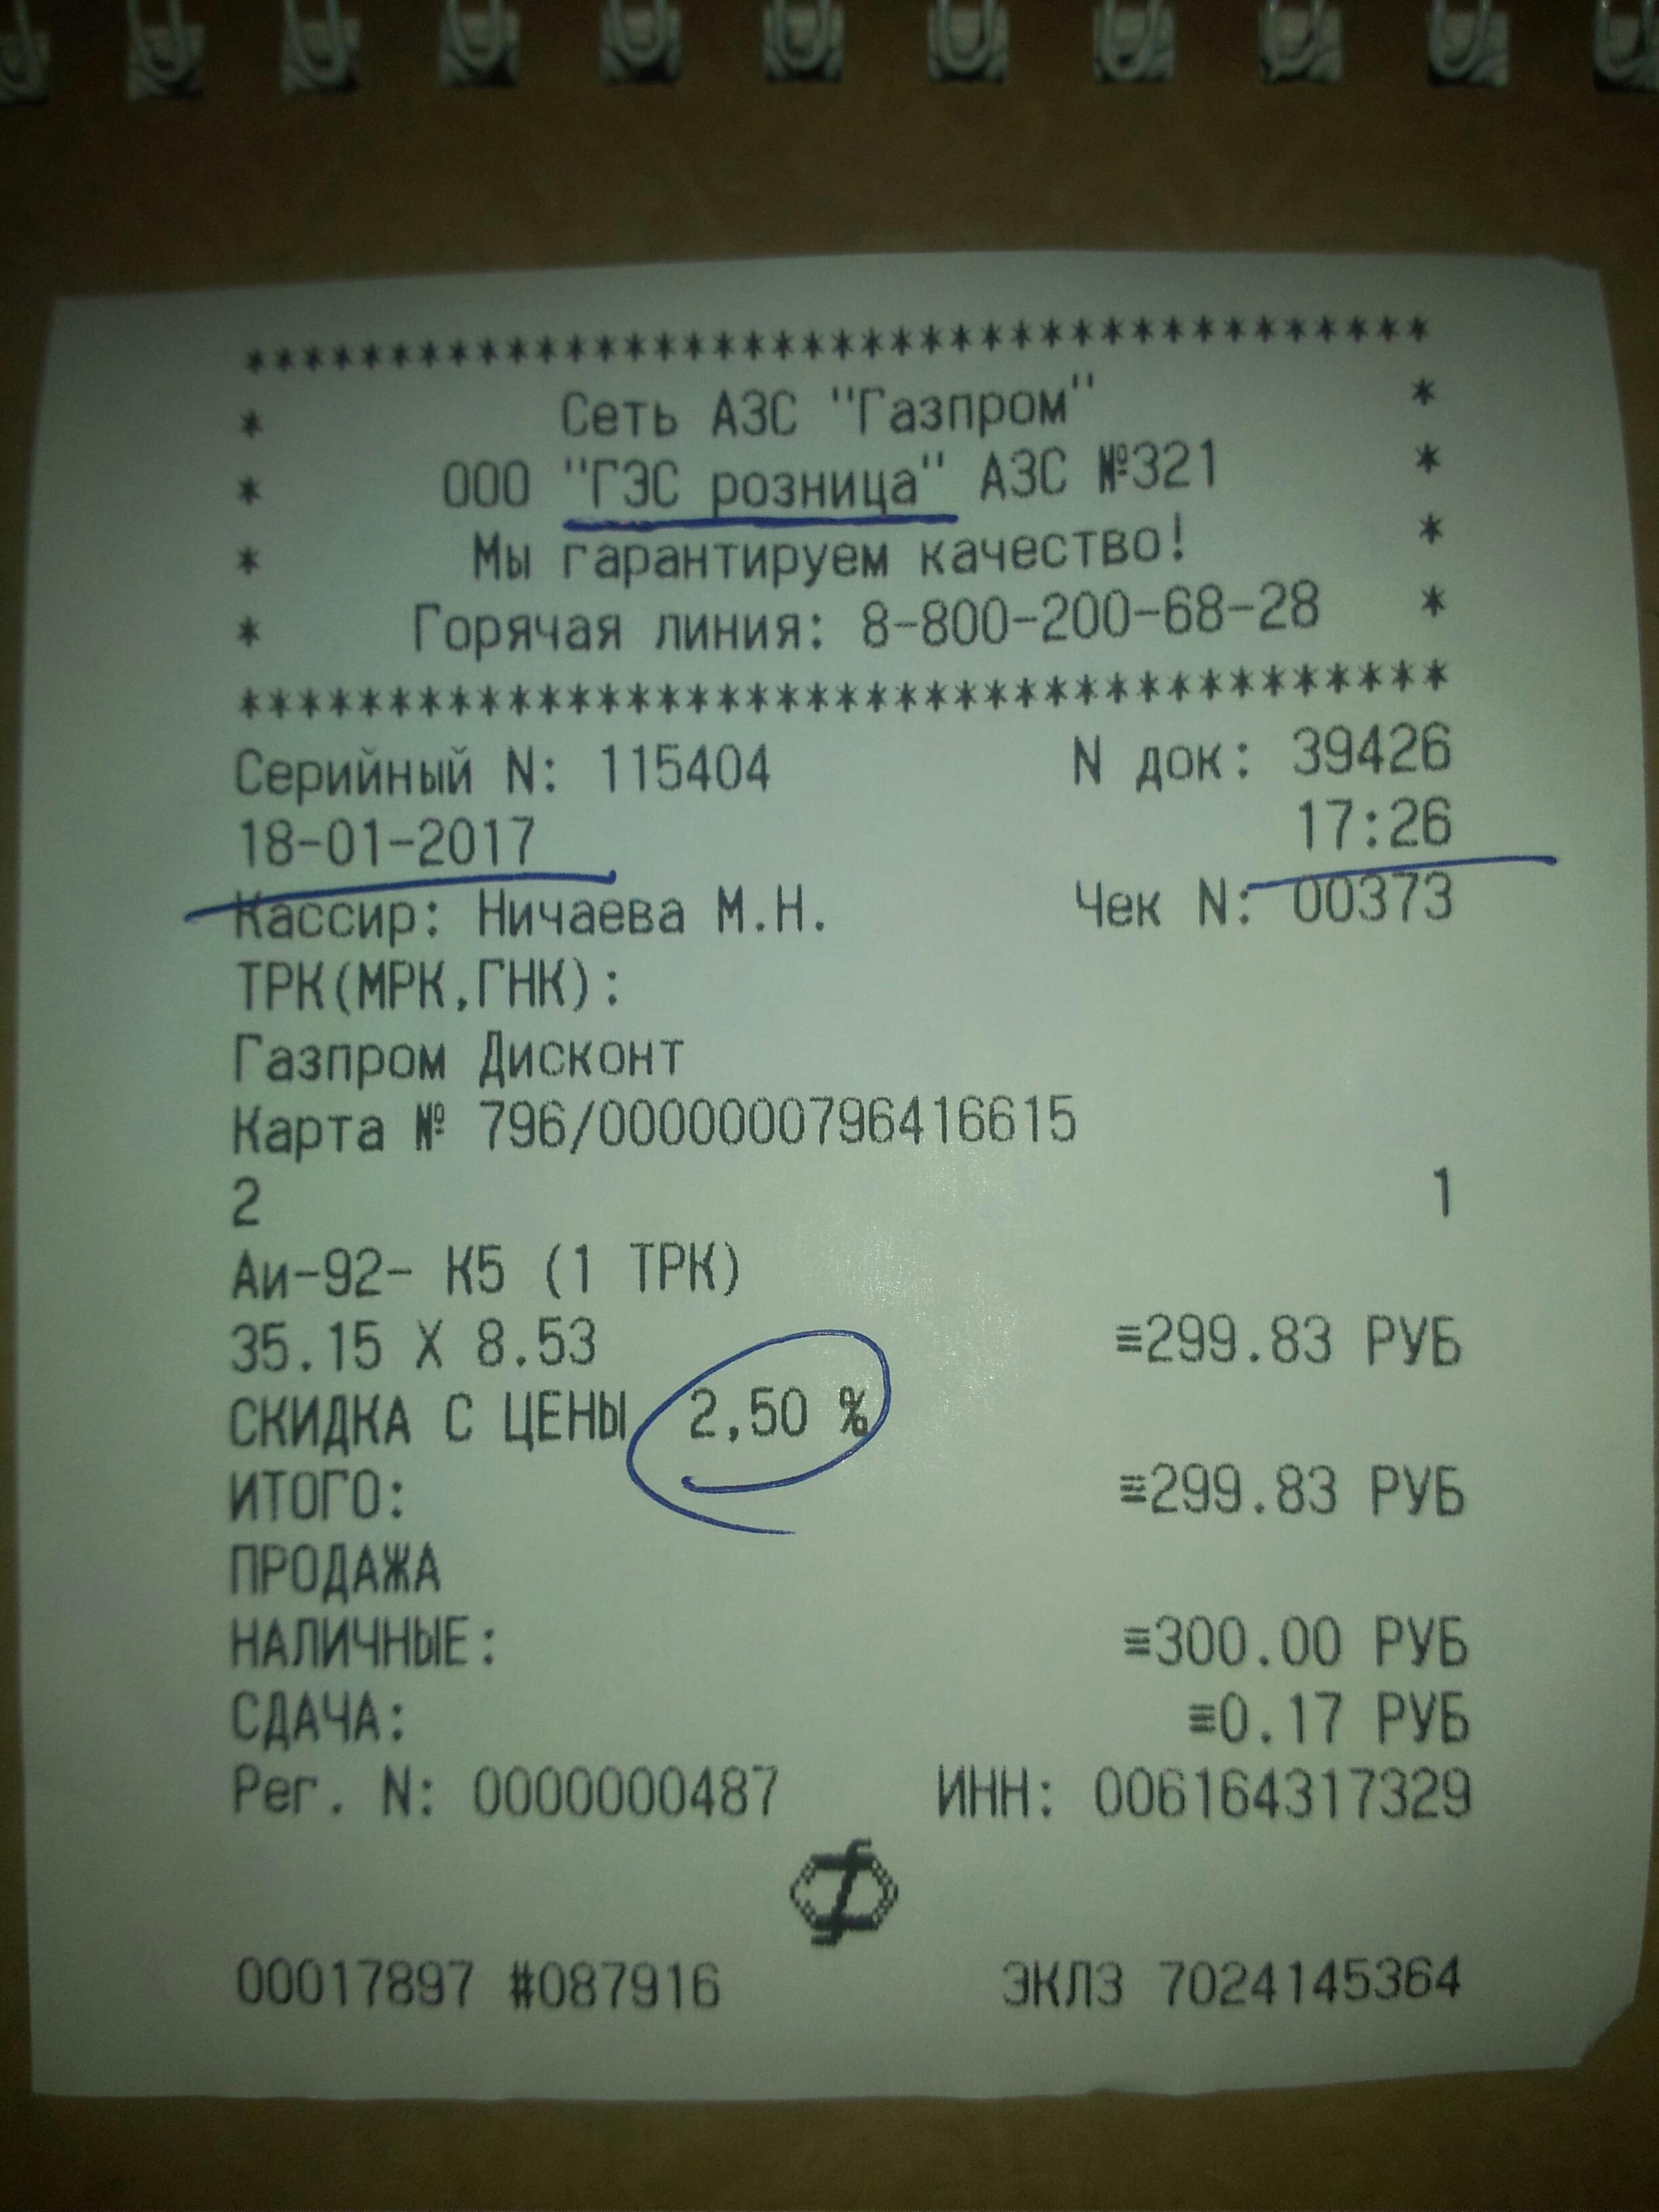 ****************************************
* Сеть АЗС "Газпром" *
* ООО "ГЭС розница" АЗС №321 *
* Мы гарантируем качество! *
* Горячая линия: 8-800-200-68-28 *
****************************************
Серийный N: 115404 N док: 39426
18-01-2017 17:26
Кассир: Ничаева М.Н. Чек N: 00373
ТРК(МРК,ГНК):
Газпром Дисконт
Карта № 796/0000000796416615
2 1
Аи-92- К5 (1 ТРК)
35.15 X 8.53 ≡299.83 РУБ
СКИДКА С ЦЕНЫ 2,50 %
ИТОГО: ≡299.83 РУБ
ПРОДАЖА
НАЛИЧНЫЕ: ≡300.00 РУБ
СДАЧА: ≡0.17 РУБ
Рег. N: 0000000487 ИНН: 006164317329
00017897 #087916 ЭКЛЗ 7024145364